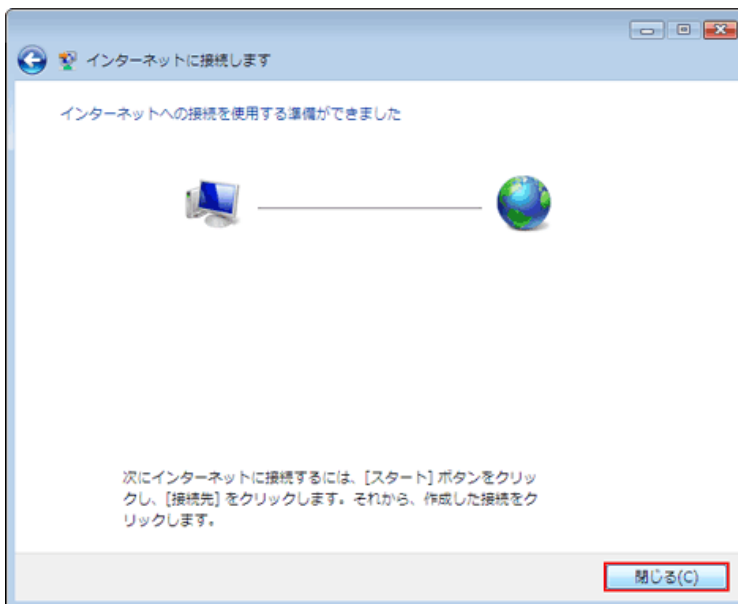 インターネットに接続します
インターネットへの接続を使用する準備ができました
次にインターネットに接続するには、[スタート] ボタンをクリッ
クし、[接続先] をクリックします。それから、作成した接続をク
リックします。
閉じる(C)